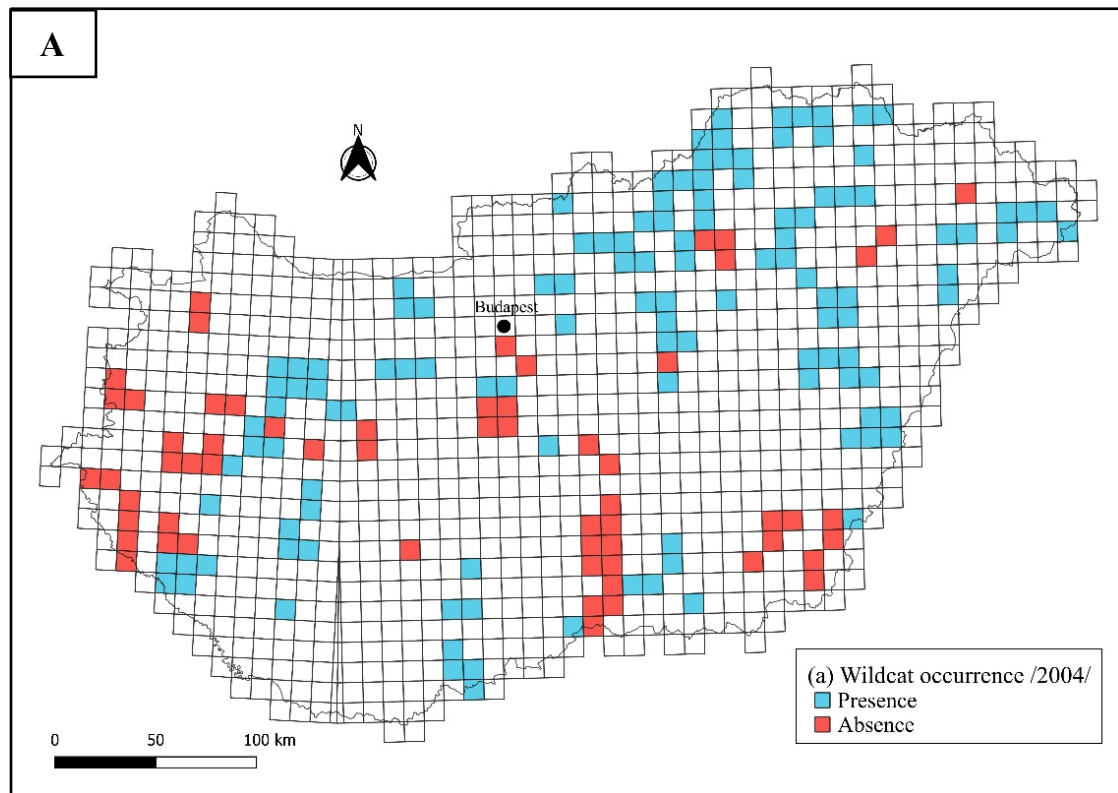 A
N
Budapest
(a) Wildcat occurrence /2004/
Presence
Absence
0 50 100 km